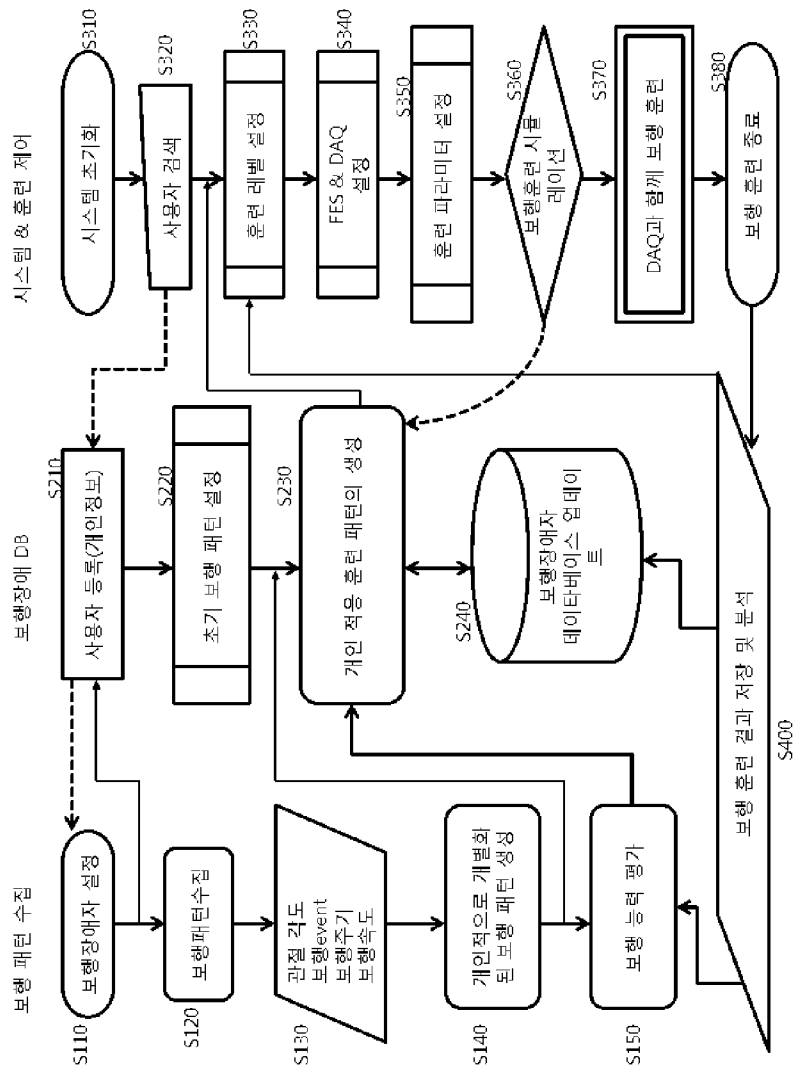 보행 패턴 수집
보행장애 DB
시스템 & 훈련 제어
S110
보행장애자 설정
S120
보행패턴수집
S130
관절 각도
보행event
보행주기
보행속도
S140
개인적으로 개별화
된 보행 패턴 생성
S150
보행 능력 평가
S210
사용자 등록(개인정보)
S220
초기 보행 패턴 설정
S230
개인 적응 훈련 패턴의 생성
S240
보행장애자
데이타베이스 업데이
트
S310
시스템 초기화
S320
사용자 검색
S330
훈련 레벨 설정
S340
FES & DAQ
설정
S350
훈련 파라미터 설정
S360
보행훈련 시뮬
레이션
S370
DAQ과 함께 보행 훈련
S380
보행 훈련 종료
보행 훈련 결과 저장 및 분석
S400